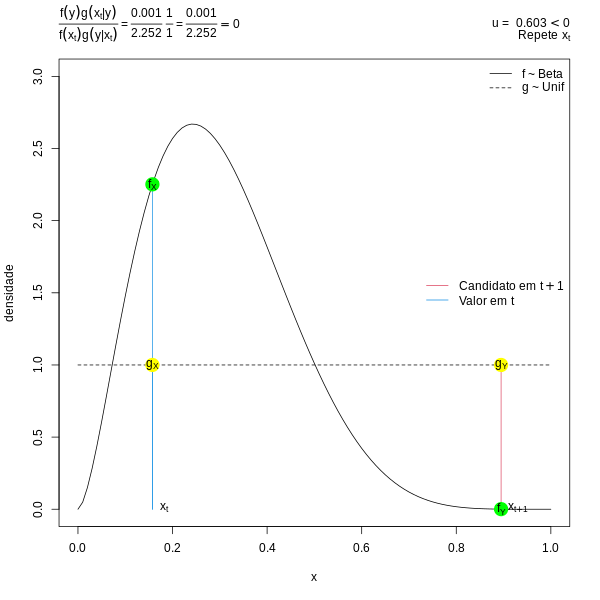 f(y)g(xₜ|y) / f(xₜ)g(y|xₜ) = 0.001/2.252 1/1 = 0.001/2.252 = 0
u = 0.603 < 0
Repete xₜ
f ~ Beta
g ~ Unif
Candidato em t + 1
Valor em t
densidade
3.0
2.5
2.0
1.5
1.0
0.5
0.0
fₓ
gₓ
g_Y
xₜ
f_y
xₜ₊₁
0.0 0.2 0.4 0.6 0.8 1.0
x